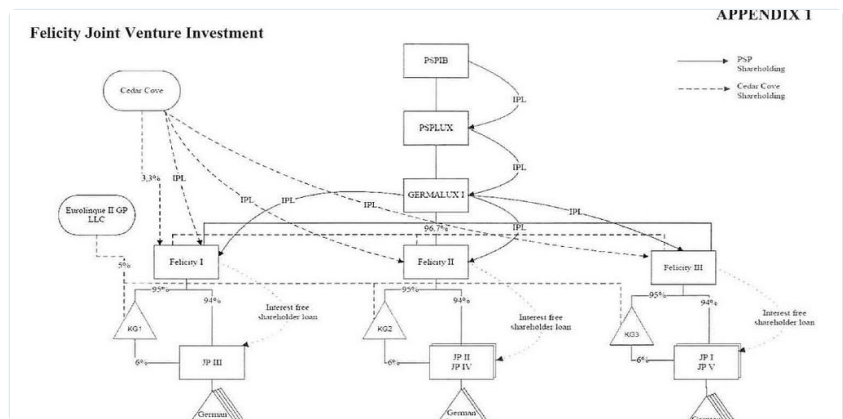 APPENDIX 1
Felicity Joint Venture Investment
PSP
Shareholding
Cedar Cove
Shareholding
PSPIB
Cedar Cove
IPL
PSPLUX
IPL
3,3%
IPL
IPL
IPL
GERMALUX I
IPL
Eurolinque II GP
LLC
96,7%
IPL
Felicity I
Felicity II
Felicity III
5%
95%
94%
95%
94%
95%
94%
Interest free
shareholder loan
Interest free
shareholder loan
Interest free
shareholder loan
KG1
KG2
KG3
6%
JP III
6%
JP II
JP IV
6%
JP I
JP V
German
German